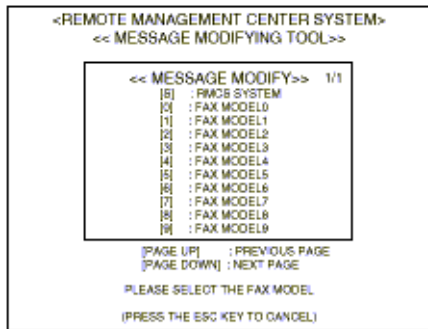 <REMOTE MANAGEMENT CENTER SYSTEM>
<< MESSAGE MODIFYING TOOL>>
<< MESSAGE MODIFY>> 1/1
[S] : RMCS SYSTEM
[0] : FAX MODEL0
[1] : FAX MODEL1
[2] : FAX MODEL2
[3] : FAX MODEL3
[4] : FAX MODEL4
[5] : FAX MODEL5
[6] : FAX MODEL6
[7] : FAX MODEL7
[8] : FAX MODEL8
[9] : FAX MODEL9
[PAGE UP] : PREVIOUS PAGE
[PAGE DOWN] : NEXT PAGE
PLEASE SELECT THE FAX MODEL
(PRESS THE ESC KEY TO CANCEL)